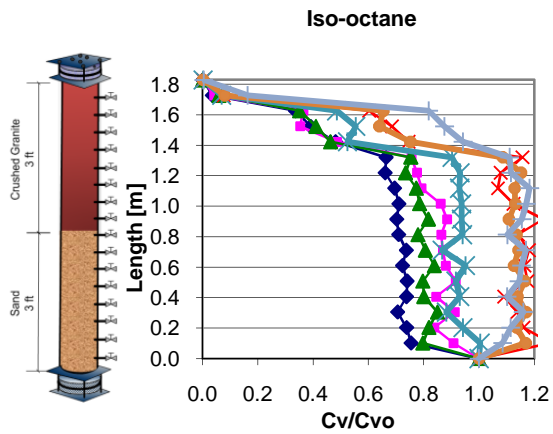 Iso-octane
Crushed Granite
3 ft
Sand
3 ft
Length [m]
1.8
1.6
1.4
1.2
1.0
0.8
0.6
0.4
0.2
0.0
0.0 0.2 0.4 0.6 0.8 1.0 1.2
Cv/Cvo